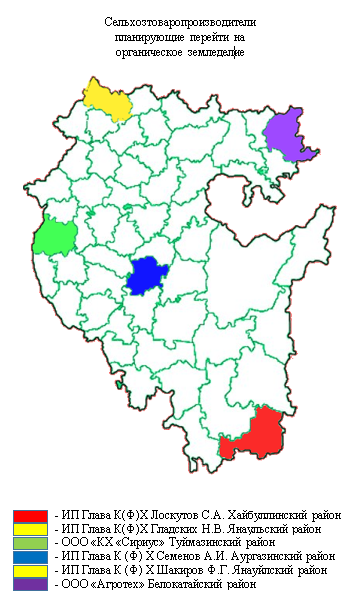 Сельхозтоваропроизводители
планирующие перейти на
органическое земледелие
- ИП Глава К(Ф)Х Лоскутов С.А. Хайбуллинский район
- ИП Глава К(Ф)Х Гладских Н.В. Янаульский район
- ООО «КХ «Сириус» Туймазинский район
- ИП Глава К (Ф) Х Семенов А.И. Аургазинский район
- ИП Глава К (Ф) Х Шакиров Ф.Г. Янауйлский район
- ООО «Агротех» Белокатайский район